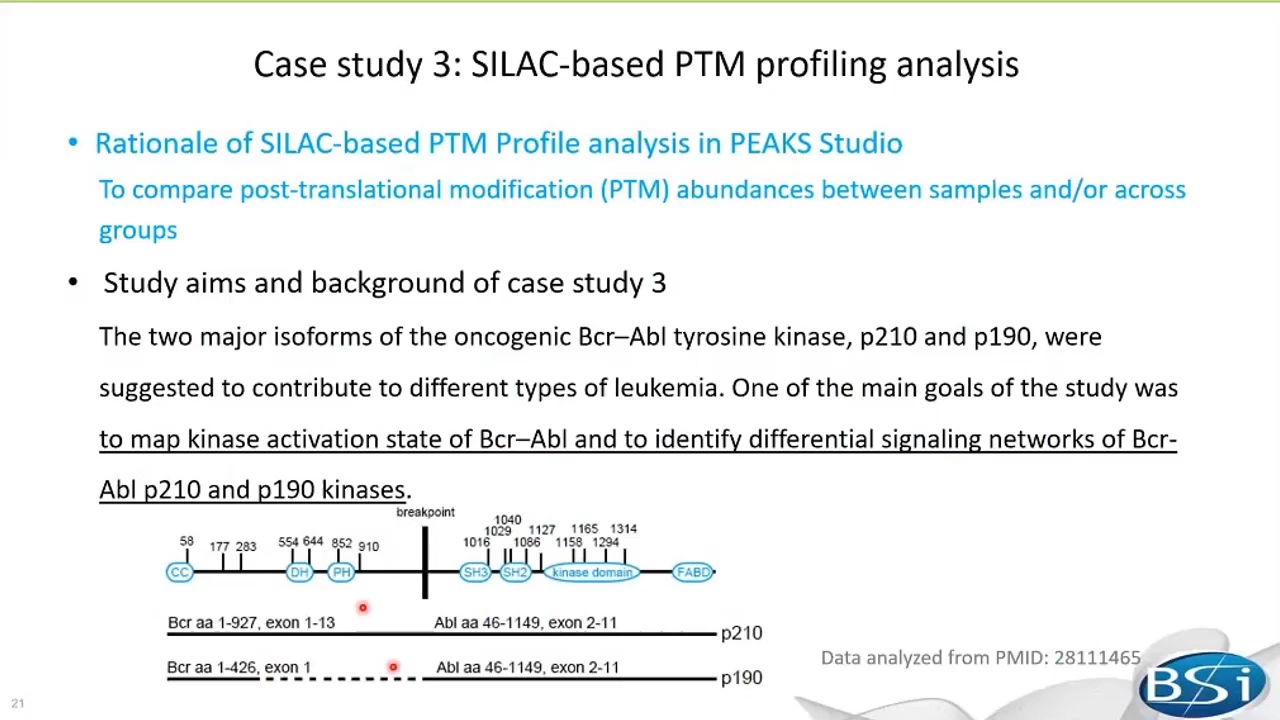 Case study 3: SILAC-based PTM profiling analysis
• Rationale of SILAC-based PTM Profile analysis in PEAKS Studio
To compare post-translational modification (PTM) abundances between samples and/or across
groups
• Study aims and background of case study 3
The two major isoforms of the oncogenic Bcr–Abl tyrosine kinase, p210 and p190, were
suggested to contribute to different types of leukemia. One of the main goals of the study was
to map kinase activation state of Bcr–Abl and to identify differential signaling networks of Bcr-
Abl p210 and p190 kinases.
breakpoint
1040
58 177 283 554 644 852 910 1016 1029 1086 1127 1158 1165 1294 1314
CC DH PH SH3 SH2 kinase domain FABD
Bcr aa 1-927, exon 1-13 Abl aa 46-1149, exon 2-11 p210
Bcr aa 1-426, exon 1 Abl aa 46-1149, exon 2-11 p190
Data analyzed from PMID: 28111465
BSi
21